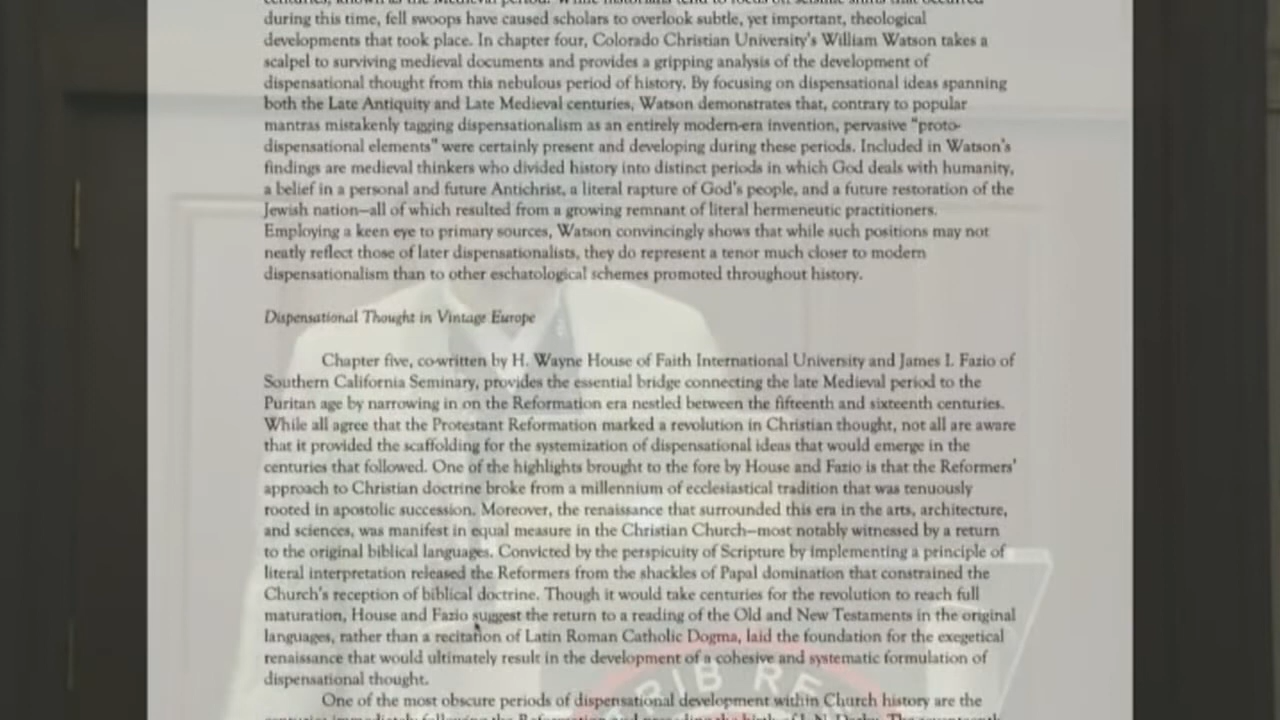 during this time, fell swoops have caused scholars to overlook subtle, yet important, theological
developments that took place. In chapter four, Colorado Christian University's William Watson takes a
scalpel to surviving medieval documents and provides a gripping analysis of the development of
dispensational thought from this nebulous period of history. By focusing on dispensational ideas spanning
both the Late Antiquity and Late Medieval centuries, Watson demonstrates that, contrary to popular
mantras mistakenly tagging dispensationalism as an entirely modern-era invention, pervasive "proto-
dispensational elements" were certainly present and developing during these periods. Included in Watson's
findings are medieval thinkers who divided history into distinct periods in which God deals with humanity,
a belief in a personal and future Antichrist, a literal rapture of God's people, and a future restoration of the
Jewish nation—all of which resulted from a growing remnant of literal hermeneutic practitioners.
Employing a keen eye to primary sources, Watson convincingly shows that while such positions may not
neatly reflect those of later dispensationalists, they do represent a tenor much closer to modern
dispensationalism than to other eschatological schemes promoted throughout history.
Dispensational Thought in Vintage Europe
Chapter five, co-written by H. Wayne House of Faith International University and James I. Fazio of
Southern California Seminary, provides the essential bridge connecting the late Medieval period to the
Puritan age by narrowing in on the Reformation era nestled between the fifteenth and sixteenth centuries.
While all agree that the Protestant Reformation marked a revolution in Christian thought, not all are aware
that it provided the scaffolding for the systemization of dispensational ideas that would emerge in the
centuries that followed. One of the highlights brought to the fore by House and Fazio is that the Reformers'
approach to Christian doctrine broke from a millennium of ecclesiastical tradition that was tenuously
rooted in apostolic succession. Moreover, the renaissance that surrounded this era in the arts, architecture,
and sciences, was manifest in equal measure in the Christian Church—most notably witnessed by a return
to the original biblical languages. Convicted by the perspicuity of Scripture by implementing a principle of
literal interpretation released the Reformers from the shackles of Papal domination that constrained the
Church's reception of biblical doctrine. Though it would take centuries for the revolution to reach full
maturation, House and Fazio suggest the return to a reading of the Old and New Testaments in the original
languages, rather than a recitation of Latin Roman Catholic Dogma, laid the foundation for the exegetical
renaissance that would ultimately result in the development of a cohesive and systematic formulation of
dispensational thought.
One of the most obscure periods of dispensational development within Church history are the
RIB RE